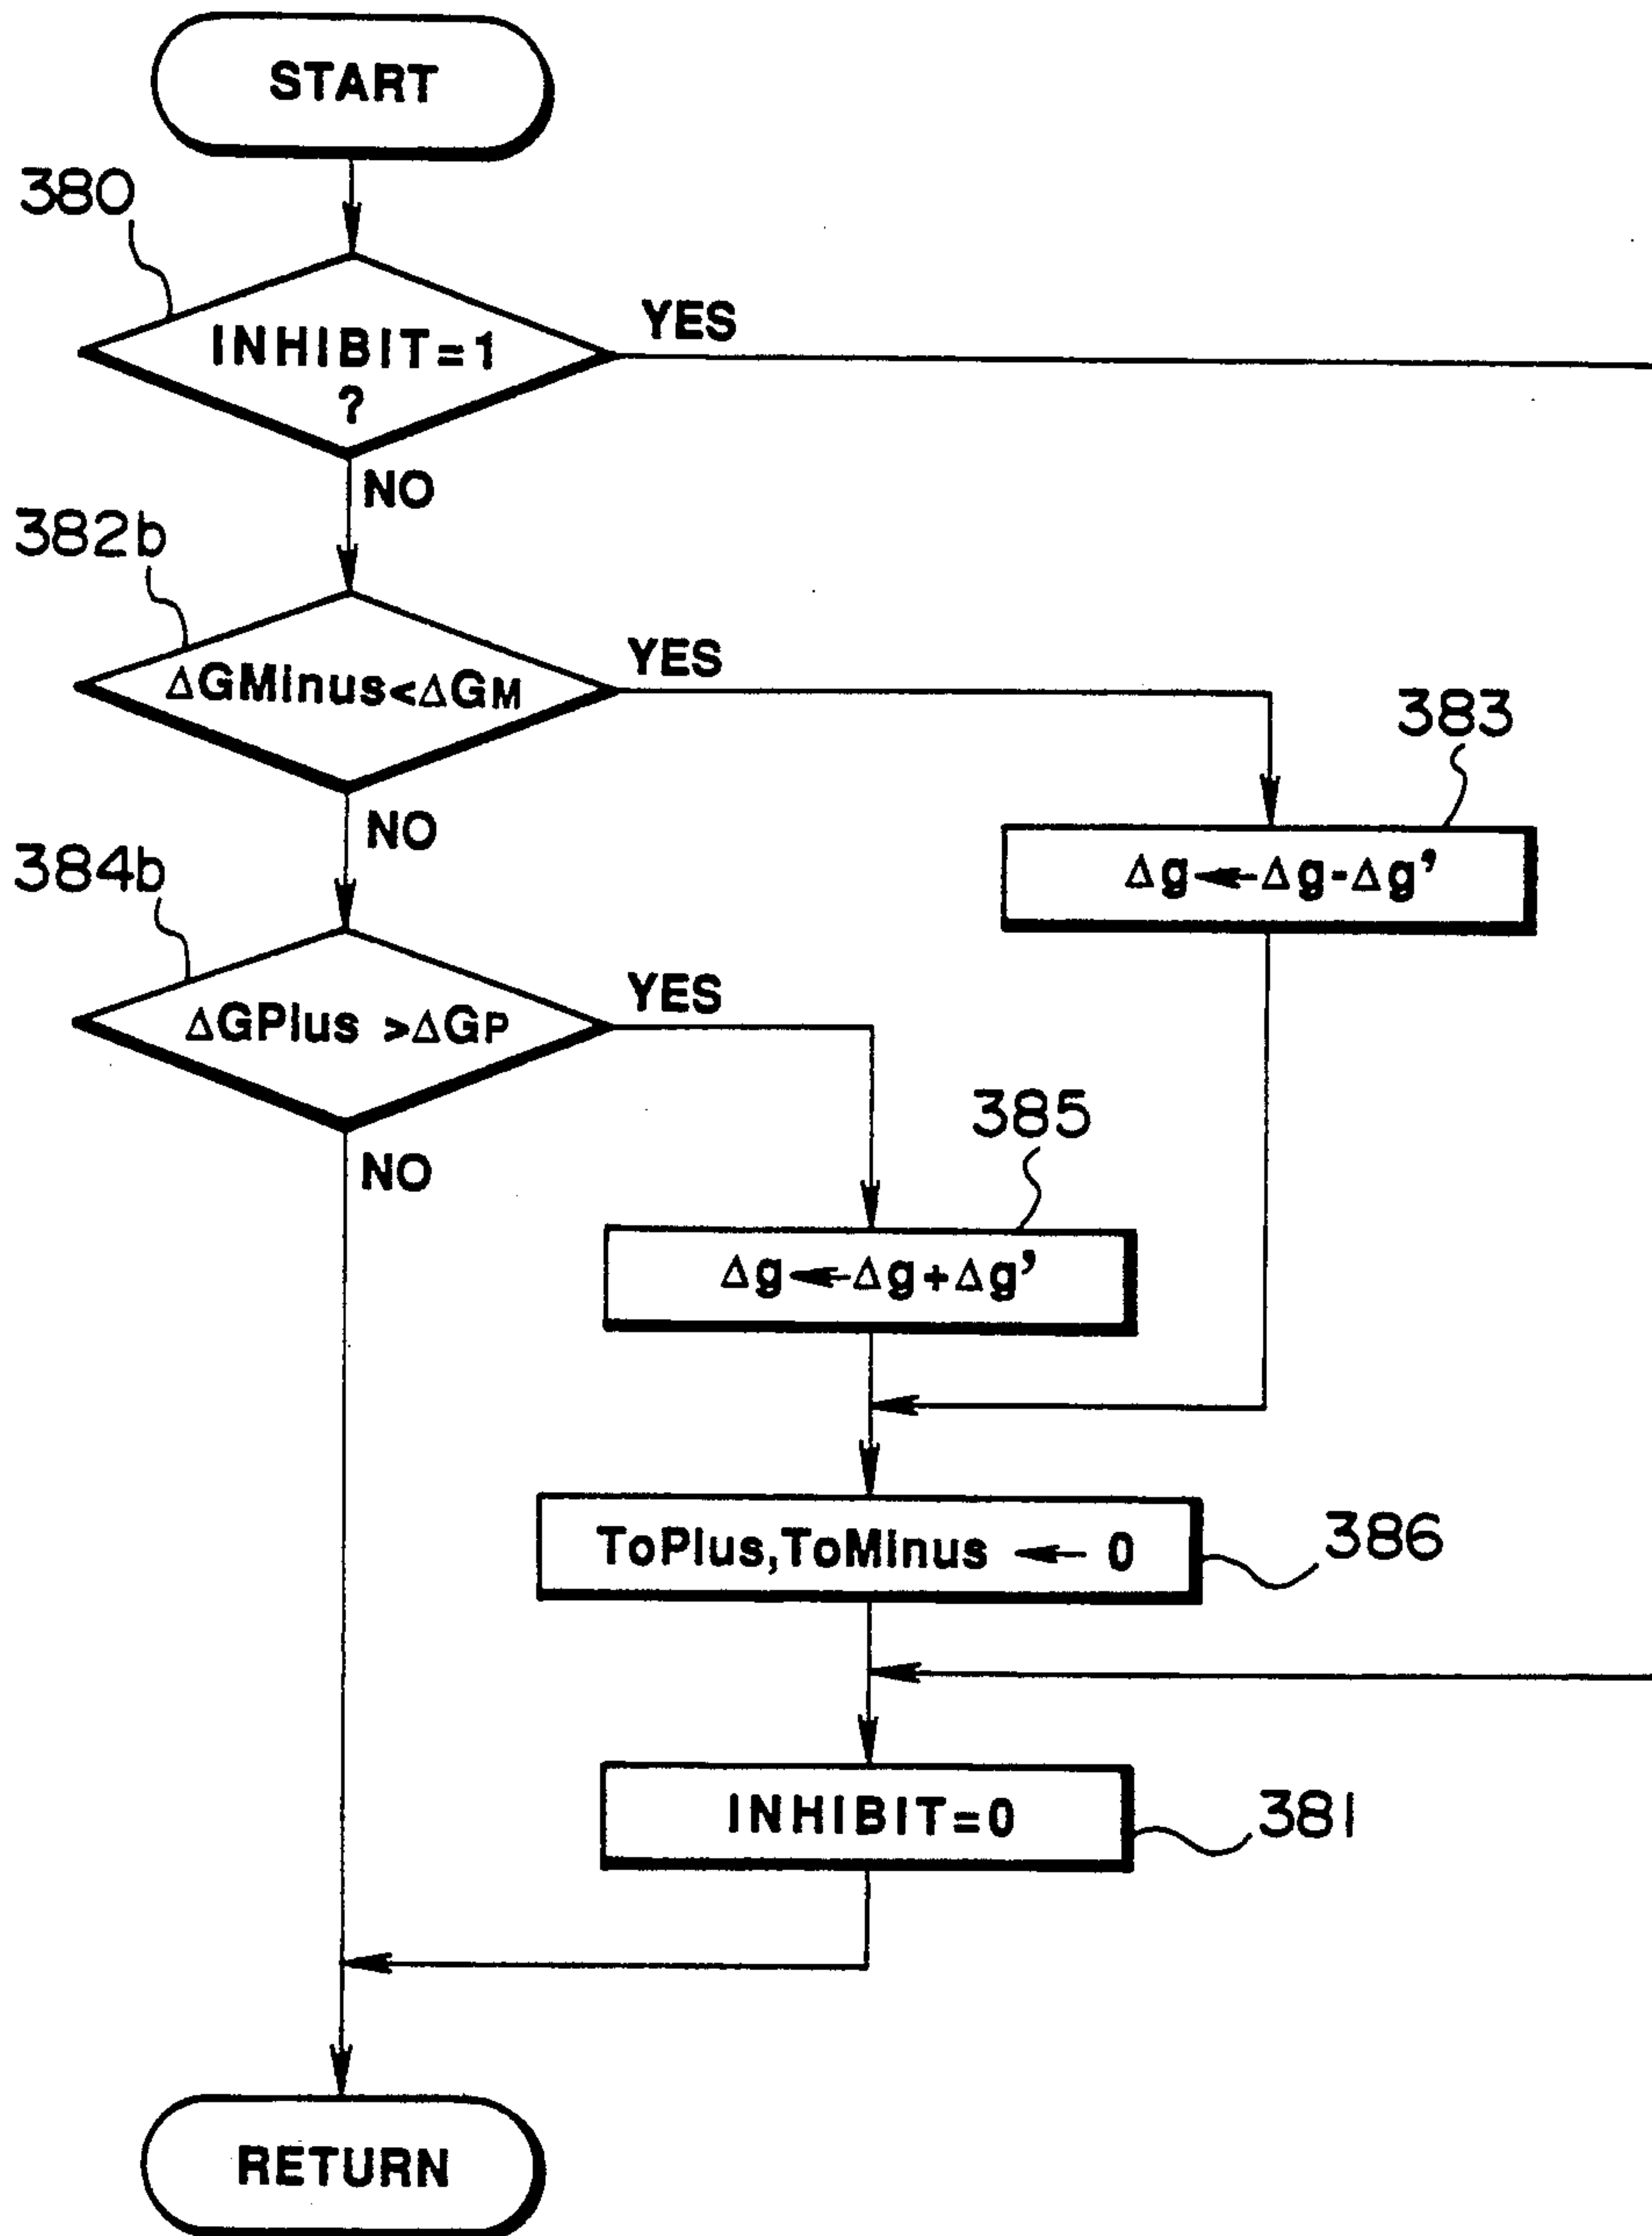 START
380
INHIBIT=1
?
YES
NO
382b
ΔGMinus<ΔGM
YES
NO
383
Δg←Δg-Δg'
384b
ΔGPlus >ΔGP
YES
NO
385
Δg←Δg+Δg'
ToPlus,ToMinus ← 0
386
INHIBIT=0
381
RETURN